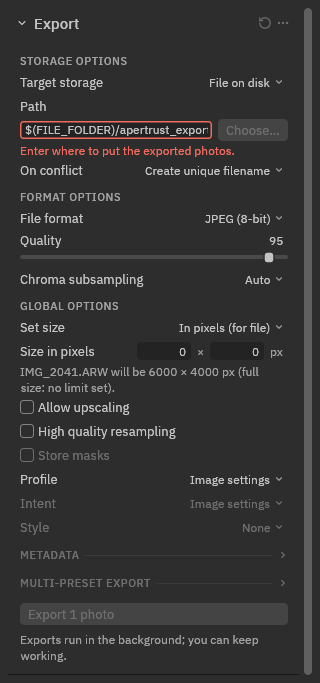 Export
STORAGE OPTIONS
Target storage File on disk
Path
$(FILE_FOLDER)/apertrust_export Choose...
Enter where to put the exported photos.
On conflict Create unique filename
FORMAT OPTIONS
File format JPEG (8-bit)
Quality 95
Chroma subsampling Auto
GLOBAL OPTIONS
Set size In pixels (for file)
Size in pixels 0 × 0 px
IMG_2041.ARW will be 6000 × 4000 px (full
size: no limit set).
Allow upscaling
High quality resampling
Store masks
Profile Image settings
Intent Image settings
Style None
METADATA
MULTI-PRESET EXPORT
Export 1 photo
Exports run in the background; you can keep
working.